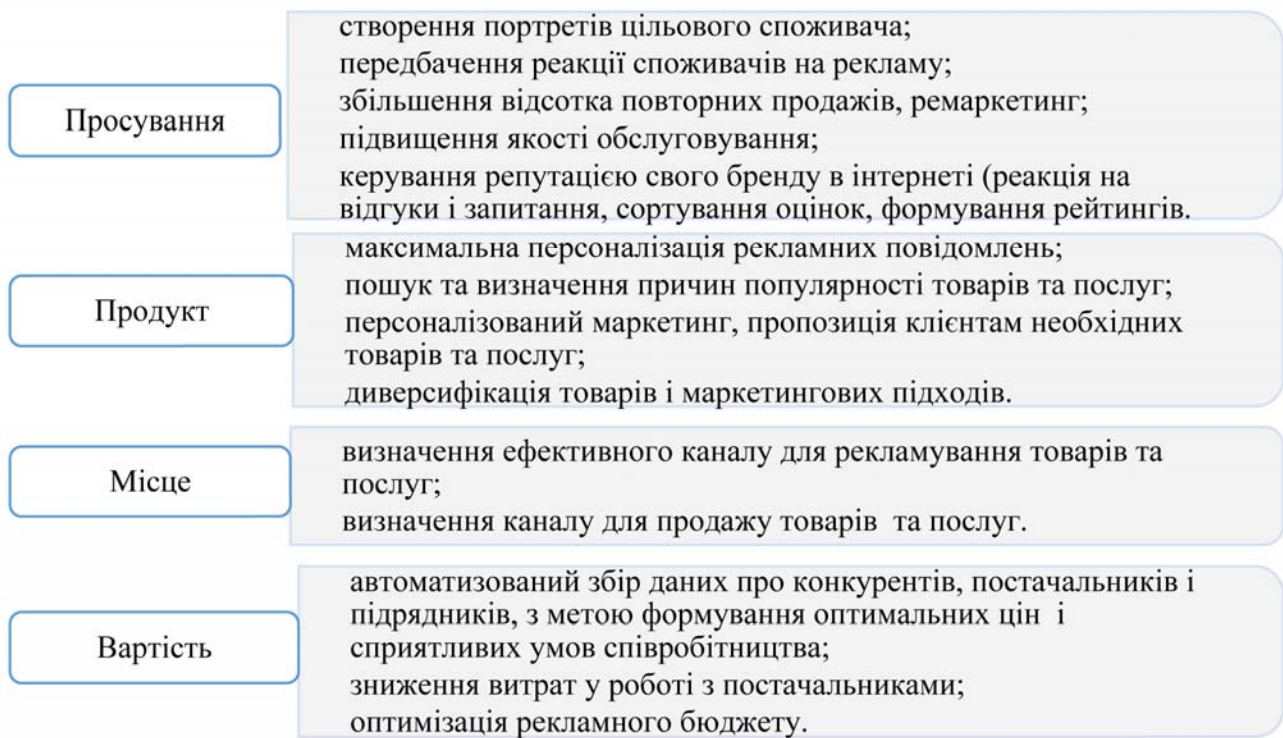 Просування
створення портретів цільового споживача;
передбачення реакції споживачів на рекламу;
збільшення відсотка повторних продажів, ремаркетинг;
підвищення якості обслуговування;
керування репутацією свого бренду в інтернеті (реакція на
відгуки і запитання, сортування оцінок, формування рейтингів.
Продукт
максимальна персоналізація рекламних повідомлень;
пошук та визначення причин популярності товарів та послуг;
персоналізований маркетинг, пропозиція клієнтам необхідних
товарів та послуг;
диверсифікація товарів і маркетингових підходів.
Місце
визначення ефективного каналу для рекламування товарів та
послуг;
визначення каналу для продажу товарів  та послуг.
Вартість
автоматизований збір даних про конкурентів, постачальників і
підрядників, з метою формування оптимальних цін  і
сприятливих умов співробітництва;
зниження витрат у роботі з постачальниками;
оптимізація рекламного бюджету.